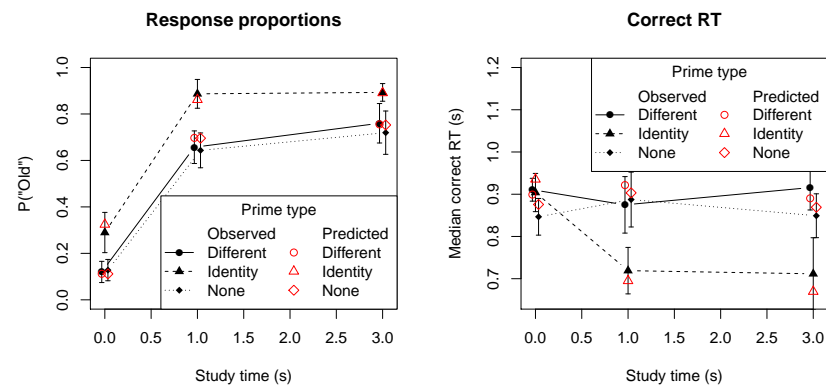 Response proportions
P("Old")
1.0
0.8
0.6
0.4
0.2
0.0
Prime type
Observed Predicted
Different Different
Identity Identity
None None
0.0 0.5 1.0 1.5 2.0 2.5 3.0
Study time (s)
Correct RT
Median correct RT (s)
1.2
1.1
1.0
0.9
0.8
0.7
Prime type
Observed Predicted
Different Different
Identity Identity
None None
0.0 0.5 1.0 1.5 2.0 2.5 3.0
Study time (s)